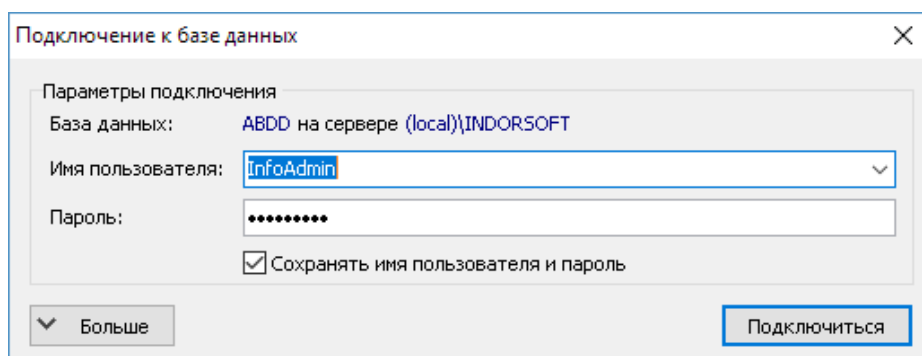 Подключение к базе данных
Параметры подключения
База данных: ABDD на сервере (local)\INDORSOFT
Имя пользователя: InfoAdmin
Пароль: •••••••••
Сохранять имя пользователя и пароль
Больше Подключиться